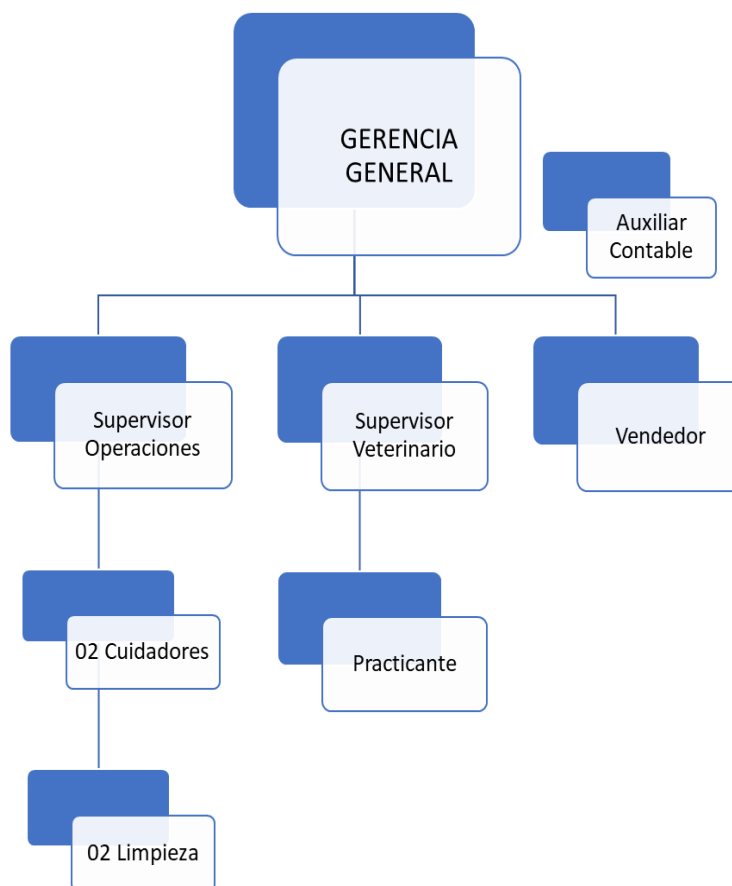 GERENCIA
GENERAL
Auxiliar
Contable
Supervisor
Operaciones
Supervisor
Veterinario
Vendedor
02 Cuidadores
Practicante
02 Limpieza